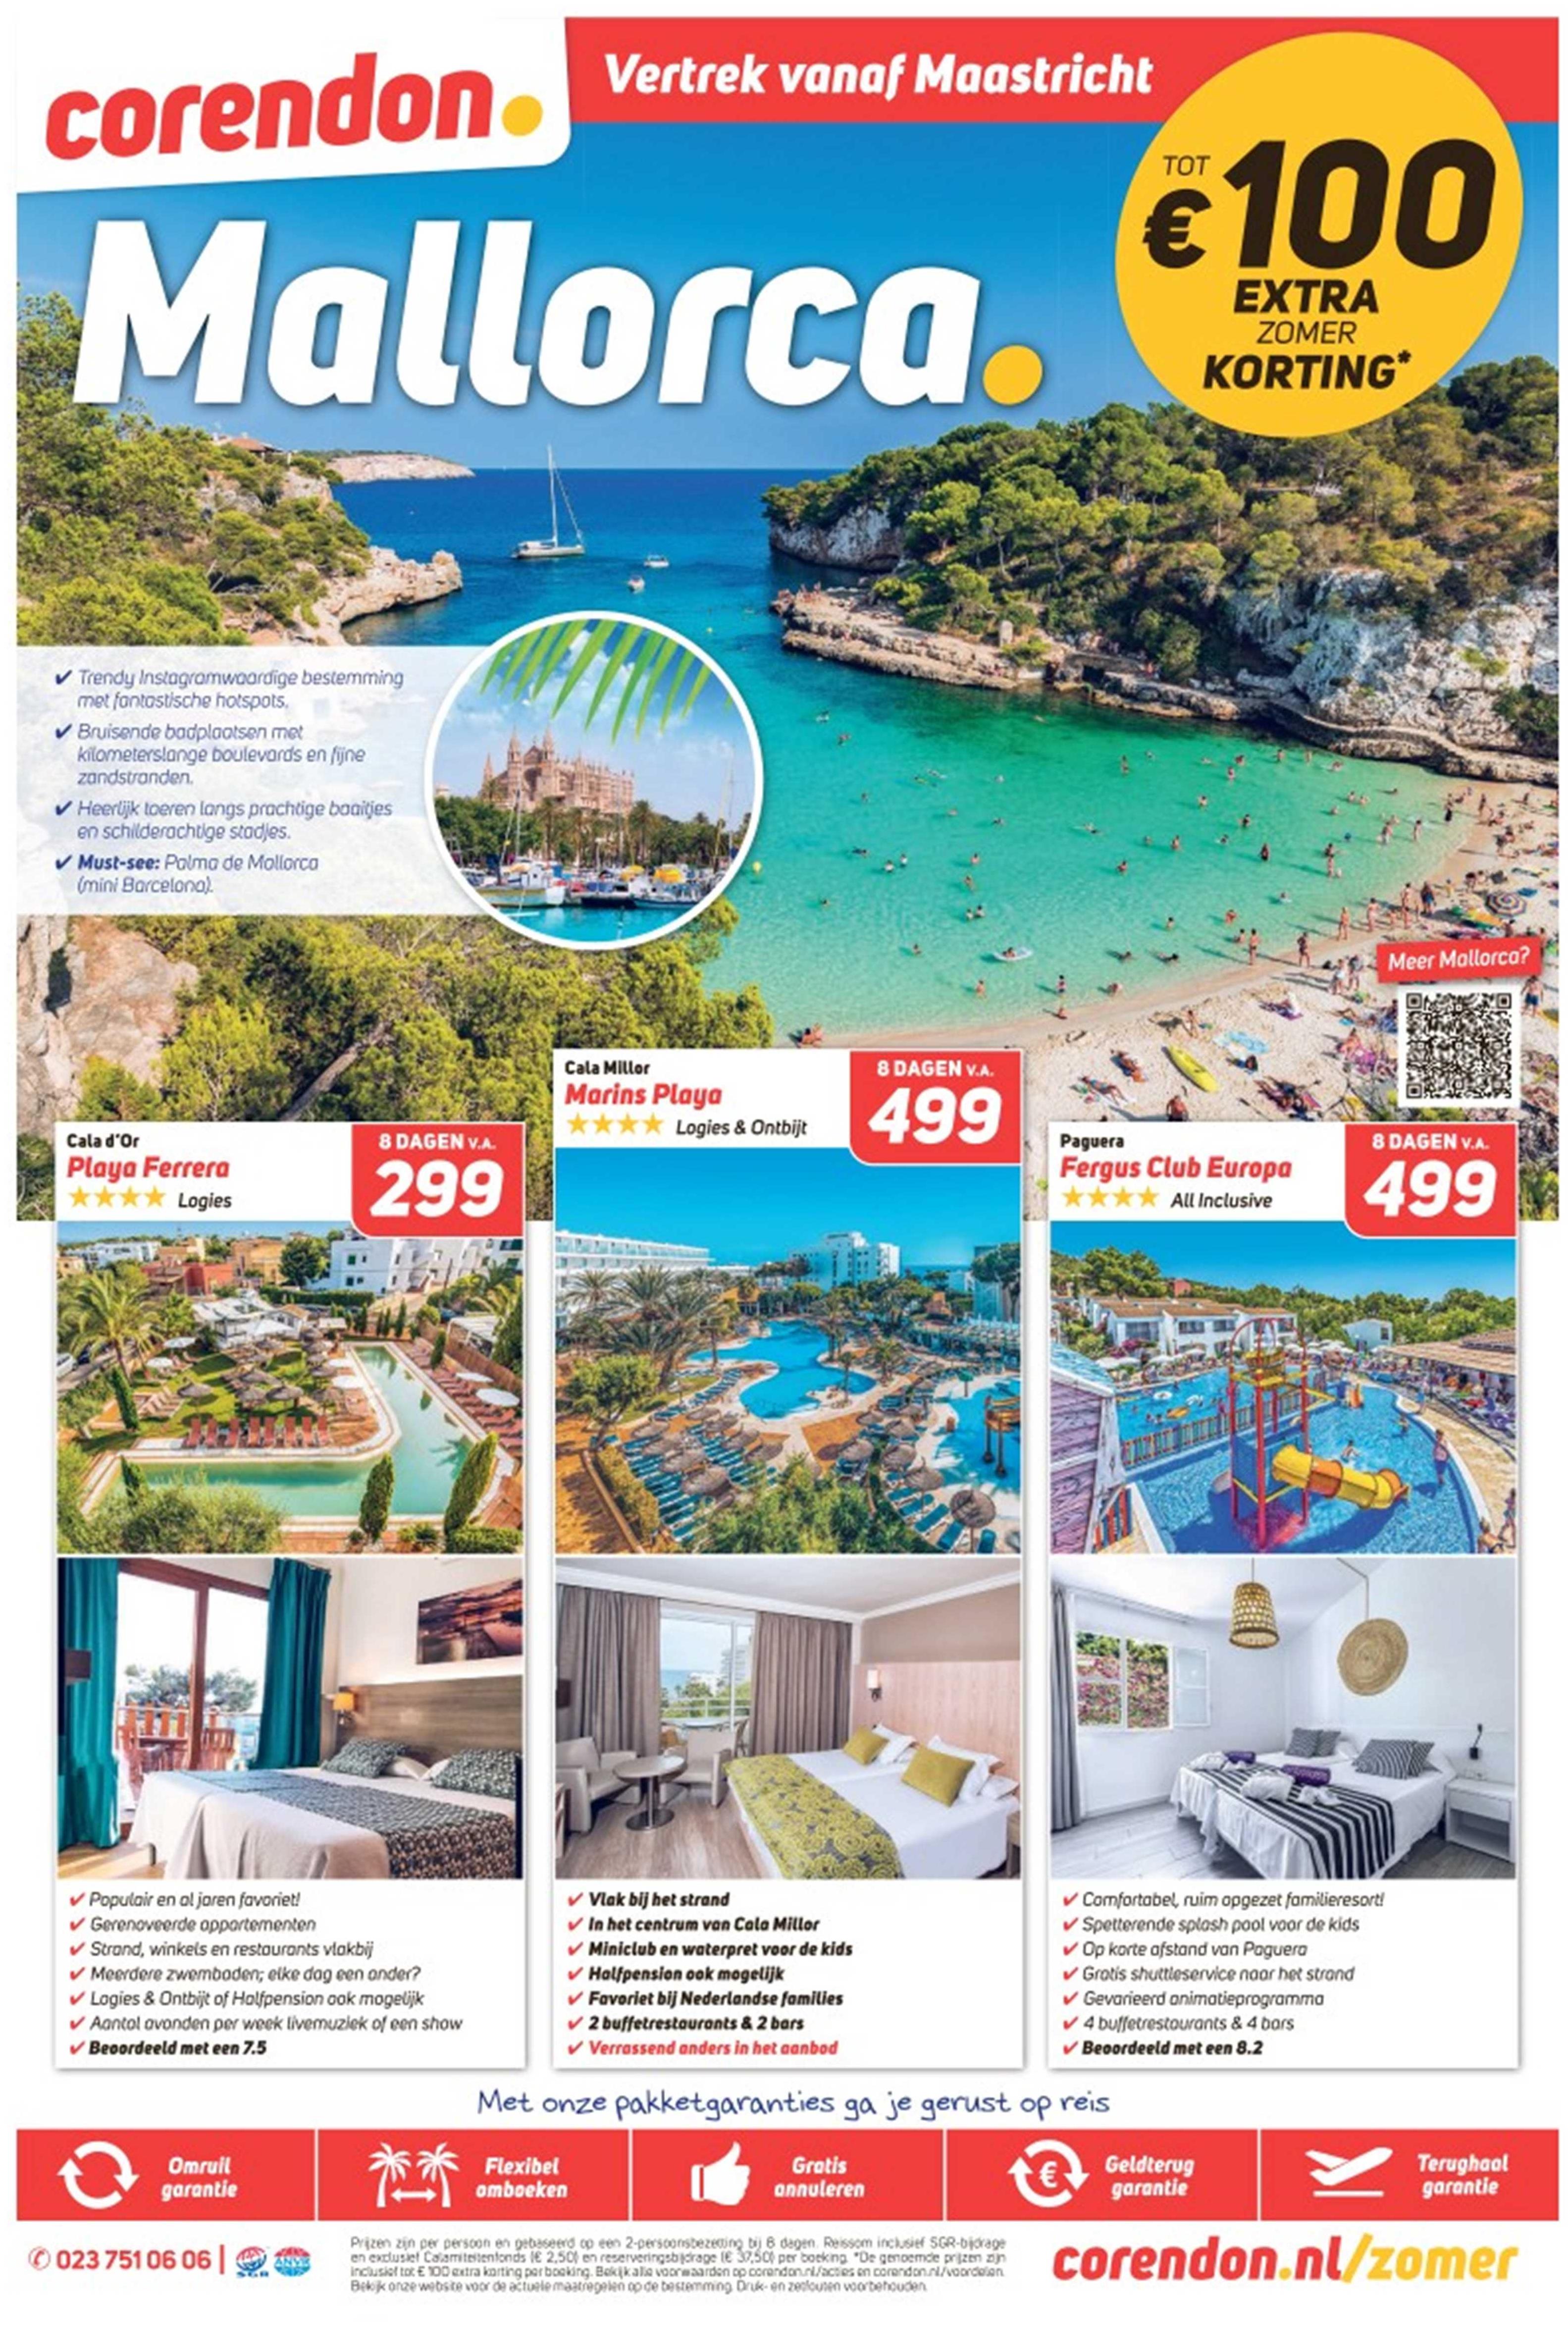 corendon.
Vertrek vanaf Maastricht
TOT
€100
EXTRA
ZOMER
KORTING*
Mallorca.
✔ Trendy Instagramwaardige bestemming
met fantastische hotspots.
✔ Bruisende badplaatsen met
kilometerslange boulevards en fijne
zandstranden.
✔ Heerlijk toeren langs prachtige baaitjes
en schilderachtige stadjes.
✔ Must-see: Palma de Mallorca
(mini Barcelona).
Meer Mallorca?
Cala d'Or
Playa Ferrera
Logies
8 DAGEN V.A.
299
✔ Populair en al jaren favoriet!
✔ Gerenoveerde appartementen
✔ Strand, winkels en restaurants vlakbij
✔ Meerdere zwembaden; elke dag een ander?
✔ Logies & Ontbijt of Halfpension ook mogelijk
✔ Aantal avonden per week livemuziek of een show
✔ Beoordeeld met een 7.5
Cala Millor
Marins Playa
Logies & Ontbijt
8 DAGEN V.A.
499
✔ Vlak bij het strand
✔ In het centrum van Cala Millor
✔ Miniclub en waterpret voor de kids
✔ Halfpension ook mogelijk
✔ Favoriet bij Nederlandse families
✔ 2 buffetrestaurants & 2 bars
✔ Verrassend anders in het aanbod
Paguera
Fergus Club Europa
All Inclusive
8 DAGEN V.A.
499
✔ Comfortabel, ruim opgezet familieresort!
✔ Spetterende splash pool voor de kids
✔ Op korte afstand van Paguera
✔ Gratis shuttleservice naar het strand
✔ Gevarieerd animatieprogramma
✔ 4 buffetrestaurants & 4 bars
✔ Beoordeeld met een 8.2
Met onze pakketgaranties ga je gerust op reis
Omruil
garantie
Flexibel
omboeken
Gratis
annuleren
Geldterug
garantie
Terughaal
garantie
023 751 06 06
SGR
ANVR
Prijzen zijn per persoon en gebaseerd op een 2-persoonsbezetting bij 8 dagen. Reissom inclusief SGR-bijdrage
en exclusief Calamiteitenfonds (€ 2,50) en reserveringsbijdrage (€ 37,50) per boeking. *De genoemde prijzen zijn
inclusief tot € 100 extra korting per boeking. Bekijk alle voorwaarden op corendon.nl/acties en corendon.nl/voordelen.
Bekijk onze website voor de actuele maatregelen op de bestemming. Druk- en zetfouten voorbehouden.
corendon.nl/zomer